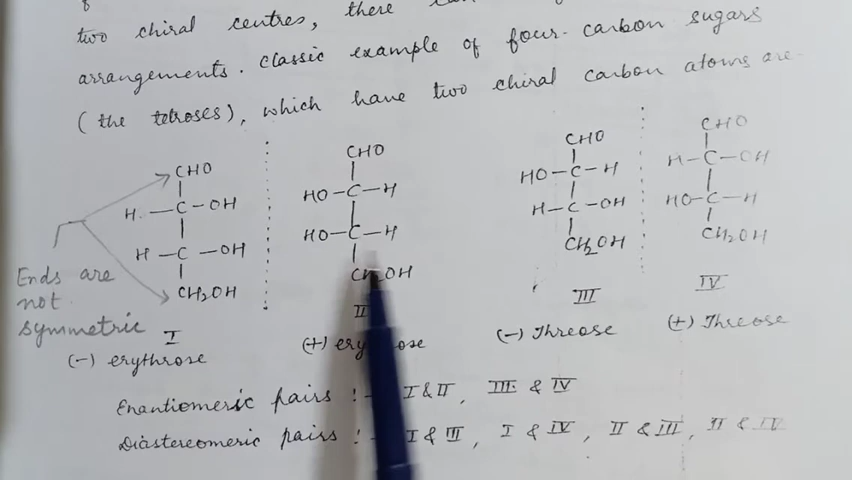 two chiral centres, there
arrangements. Classic example of four-carbon sugars
(the tetroses), which have two chiral carbon atoms are-
CHO
H-C-OH
H-C-OH
CH2OH
I
(-) erythrose
CHO
HO-C-H
HO-C-H
CH2OH
II
(+)
CHO
HO-C-H
H-C-OH
CH2OH
III
(-) Threose
CHO
H-C-OH
HO-C-H
CH2OH
IV
(+) Threose
Ends are
not
symmetric
Enantiomeric pairs :- I & II, III & IV
Diastereomeric pairs :- I & III, I & IV, II & III, II & IV